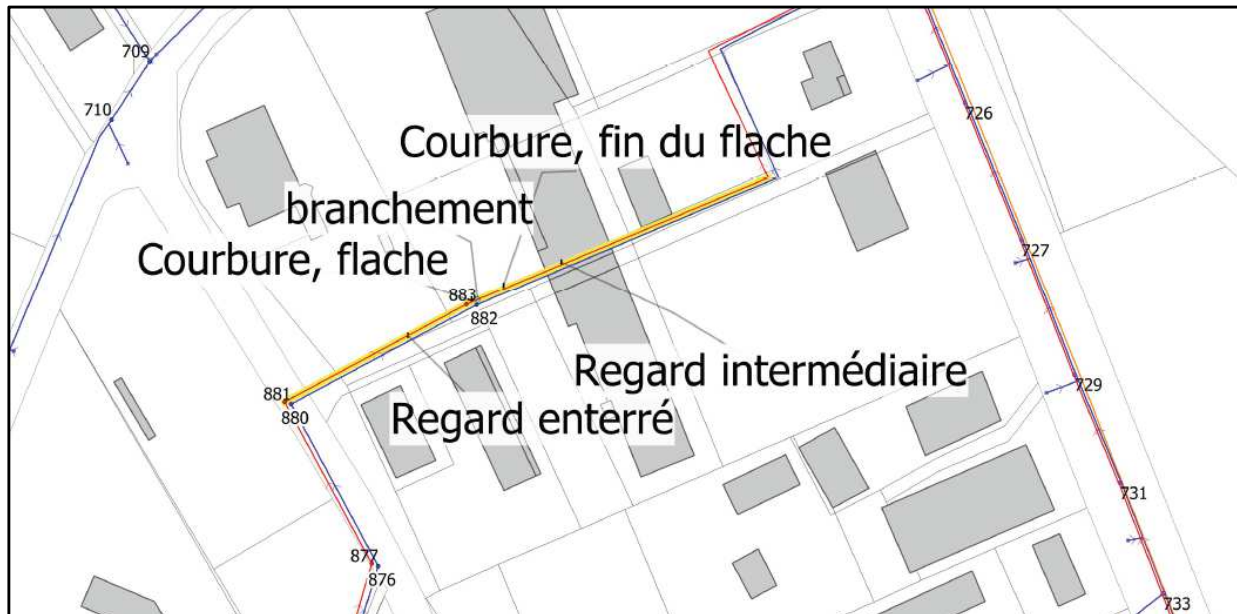 709
710
726
Courbure, fin du flache
branchement
727
Courbure, flache
883
882
Regard intermédiaire
729
881
880
Regard enterré
731
877
876
733